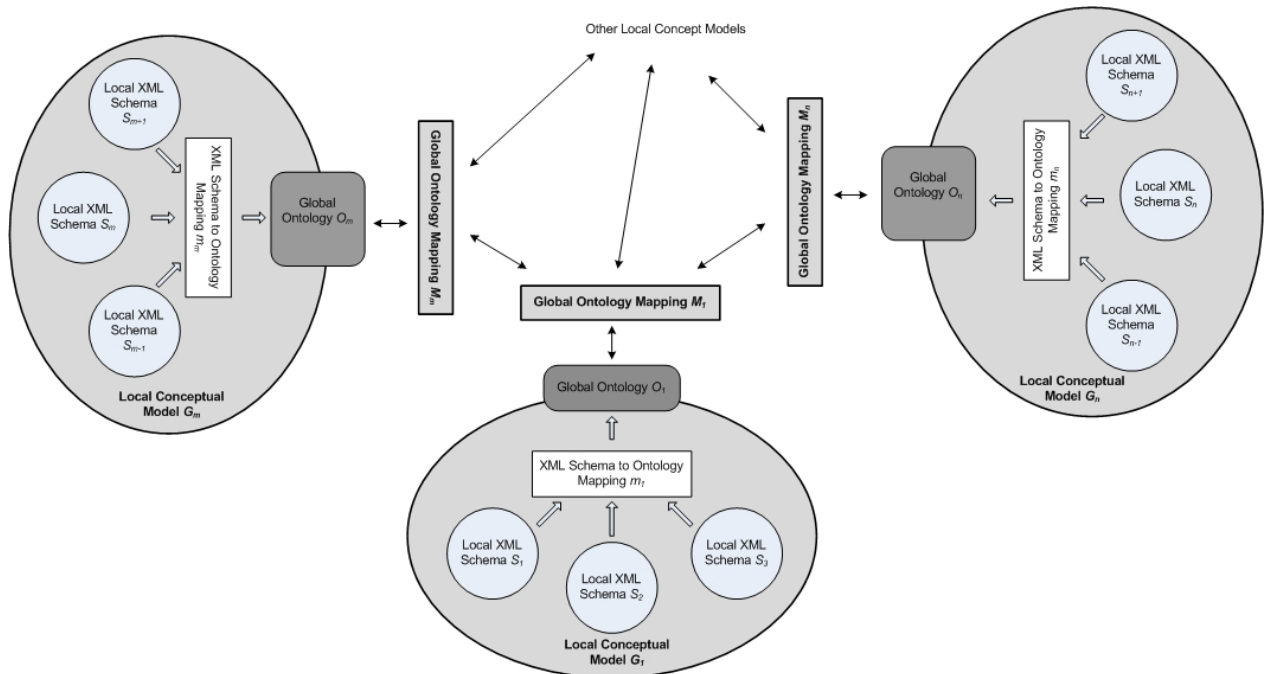 Other Local Concept Models
Local XML
Schema
Sm+1
Local XML
Schema Sm
Local XML
Schema
Sm-1
XML Schema to Ontology
Mapping mm
Global
Ontology Om
Local Conceptual
Model Gm
Global Ontology Mapping Mm
Global Ontology Mapping M1
Global Ontology Mapping Mn
Global
Ontology On
XML Schema to Ontology
Mapping mn
Local XML
Schema
Sn+1
Local XML
Schema Sn
Local XML
Schema
Sn-1
Local Conceptual
Model Gn
Global Ontology O1
XML Schema to Ontology
Mapping m1
Local XML
Schema S1
Local XML
Schema S2
Local XML
Schema S3
Local Conceptual
Model G1